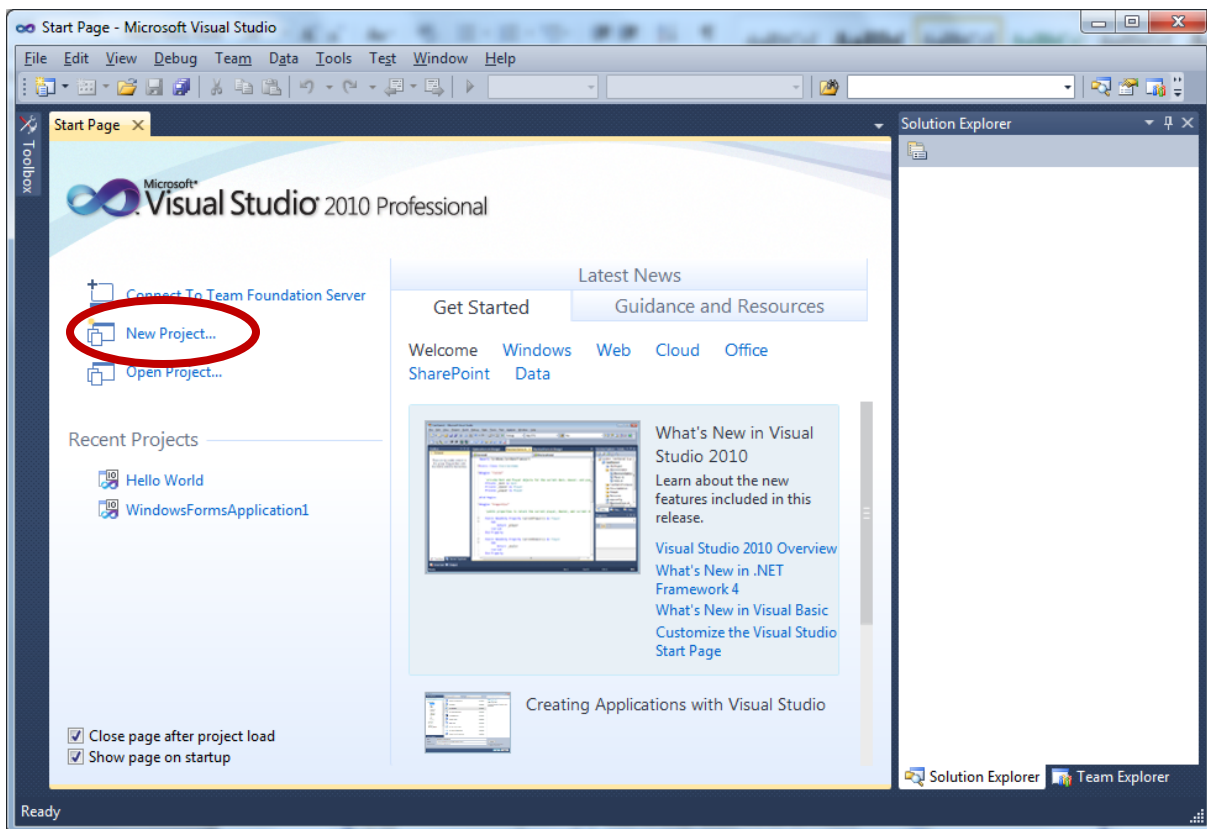 Start Page - Microsoft Visual Studio
File Edit View Debug Team Data Tools Test Window Help
Toolbox
Start Page
Solution Explorer
Microsoft
Visual Studio 2010 Professional
Connect To Team Foundation Server
New Project...
Open Project...
Recent Projects
Hello World
WindowsFormsApplication1
Close page after project load
Show page on startup
Latest News
Get Started Guidance and Resources
Welcome Windows Web Cloud Office
SharePoint Data
What's New in Visual
Studio 2010
Learn about the new
features included in this
release.
Visual Studio 2010 Overview
What's New in .NET
Framework 4
What's New in Visual Basic
Customize the Visual Studio
Start Page
Creating Applications with Visual Studio
Solution Explorer Team Explorer
Ready